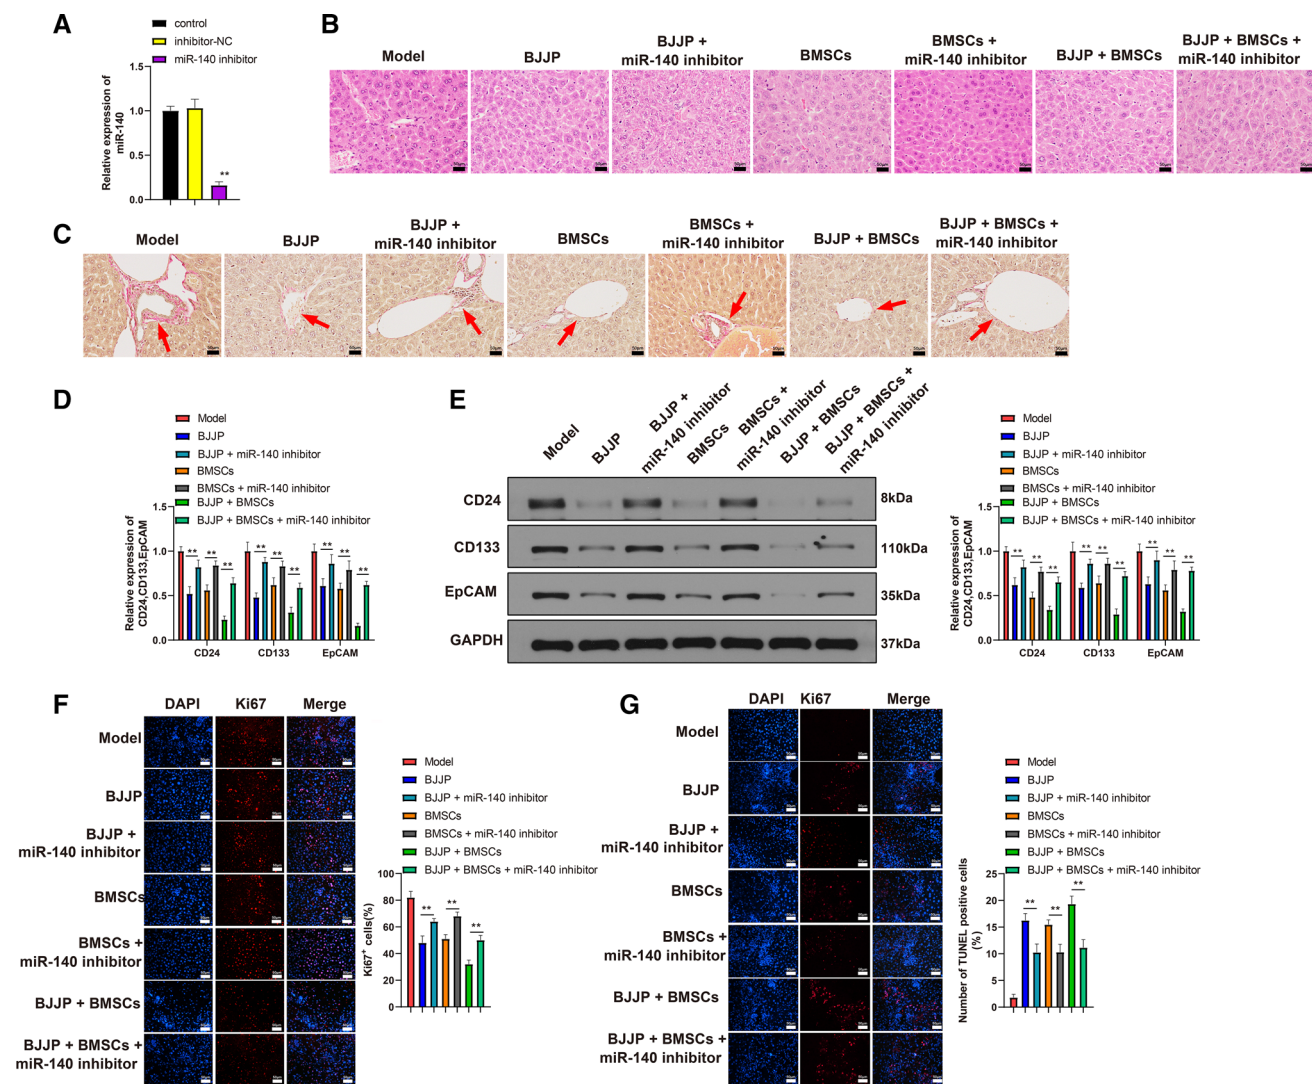 A
control
inhibitor-NC
miR-140 inhibitor
1.5
1.0
0.5
0.0
Relative expression of
miR-140
**
B
Model
BJJP
BJJP +
miR-140 inhibitor
BMSCs
BMSCs +
miR-140 inhibitor
BJJP + BMSCs
BJJP + BMSCs +
miR-140 inhibitor
C
Model
BJJP
BJJP +
miR-140 inhibitor
BMSCs
BMSCs +
miR-140 inhibitor
BJJP + BMSCs
BJJP + BMSCs +
miR-140 inhibitor
D
Model
BJJP
BJJP + miR-140 inhibitor
BMSCs
BMSCs + miR-140 inhibitor
BJJP + BMSCs
BJJP + BMSCs + miR-140 inhibitor
1.5
1.0
0.5
0.0
Relative expression of
CD24,CD133,EpCAM
** ** ** ** ** ** ** ** **
CD24 CD133 EpCAM
E
Model
BJJP
BJJP +
miR-140 inhibitor
BMSCs
BMSCs +
miR-140 inhibitor
BJJP + BMSCs
BJJP + BMSCs +
miR-140 inhibitor
CD24 8kDa
CD133 110kDa
EpCAM 35kDa
GAPDH 37kDa
Model
BJJP
BJJP + miR-140 inhibitor
BMSCs
BMSCs + miR-140 inhibitor
BJJP + BMSCs
BJJP + BMSCs + miR-140 inhibitor
1.5
1.0
0.5
0.0
Relative expression of
CD24,CD133,EpCAM
** ** ** ** ** ** ** ** **
CD24 CD133 EpCAM
F
DAPI Ki67 Merge
Model
BJJP
BJJP +
miR-140 inhibitor
BMSCs
BMSCs +
miR-140 inhibitor
BJJP + BMSCs
BJJP + BMSCs +
miR-140 inhibitor
Model
BJJP
BJJP + miR-140 inhibitor
BMSCs
BMSCs + miR-140 inhibitor
BJJP + BMSCs
BJJP + BMSCs + miR-140 inhibitor
100
80
60
40
20
0
Ki67+ cells(%)
** ** **
G
DAPI Ki67 Merge
Model
BJJP
BJJP +
miR-140 inhibitor
BMSCs
BMSCs +
miR-140 inhibitor
BJJP + BMSCs
BJJP + BMSCs +
miR-140 inhibitor
Model
BJJP
BJJP + miR-140 inhibitor
BMSCs
BMSCs + miR-140 inhibitor
BJJP + BMSCs
BJJP + BMSCs + miR-140 inhibitor
25
20
15
10
5
0
Number of TUNEL positive cells
(%)
** ** **